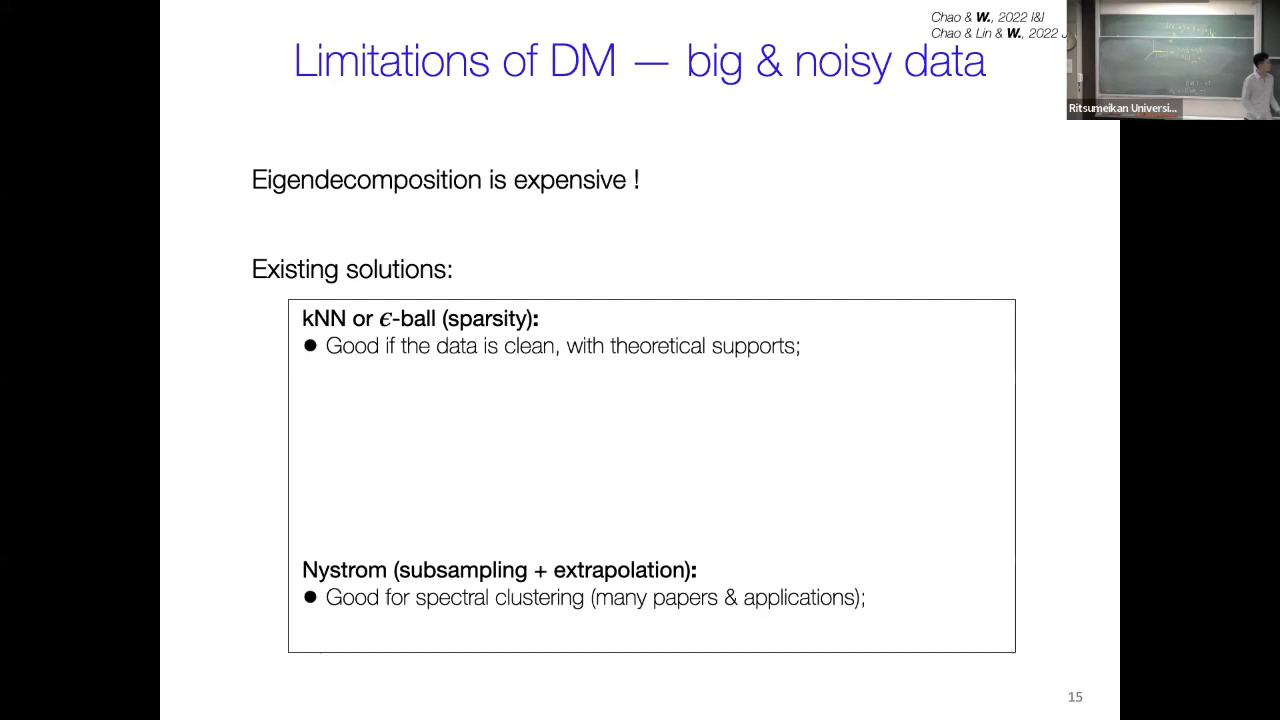 Chao & W., 2022 I&I
Chao & Lin & W., 2022 J
Limitations of DM — big & noisy data
Ritsumeikan Universi...
Eigendecomposition is expensive !
Existing solutions:
kNN or ϵ-ball (sparsity):
● Good if the data is clean, with theoretical supports;
Nystrom (subsampling + extrapolation):
● Good for spectral clustering (many papers & applications);
15